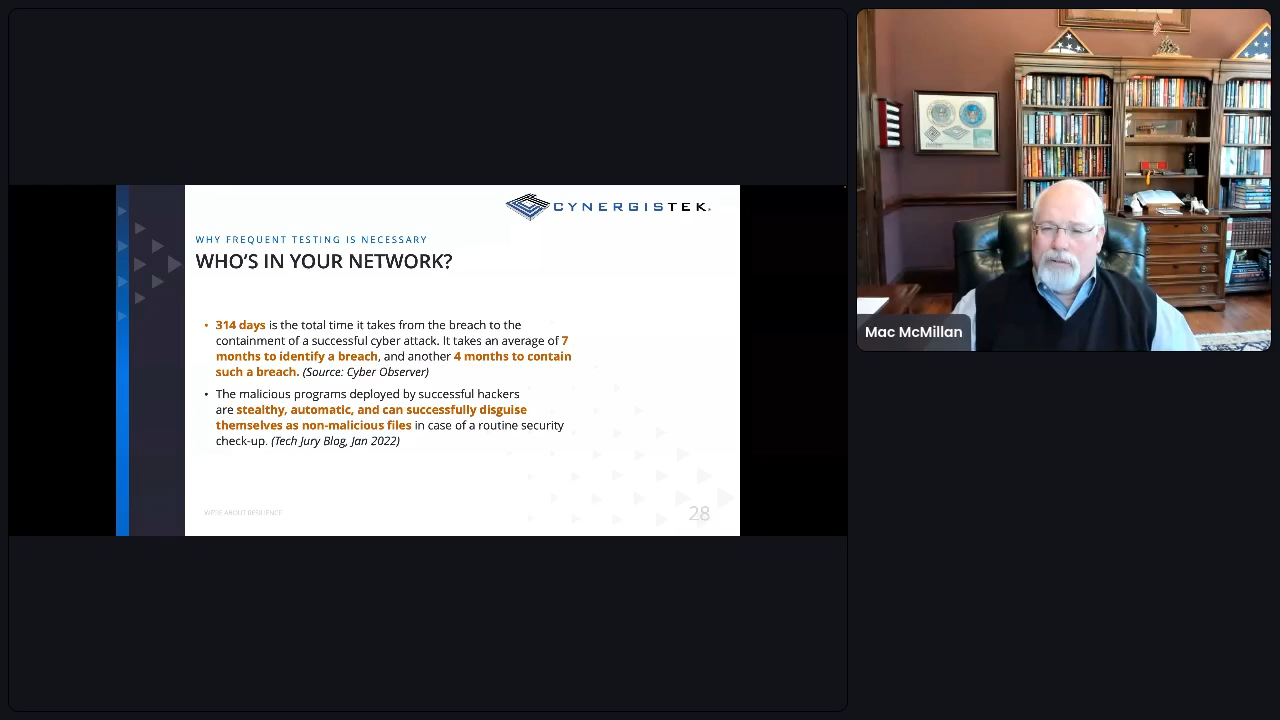 CYNERGISTEK.
WHY FREQUENT TESTING IS NECESSARY
WHO'S IN YOUR NETWORK?
• 314 days is the total time it takes from the breach to the
containment of a successful cyber attack. It takes an average of 7
months to identify a breach, and another 4 months to contain
such a breach. (Source: Cyber Observer)
• The malicious programs deployed by successful hackers
are stealthy, automatic, and can successfully disguise
themselves as non-malicious files in case of a routine security
check-up. (Tech Jury Blog, Jan 2022)
WE'RE ABOUT RESILIENCE
28
Mac McMillan